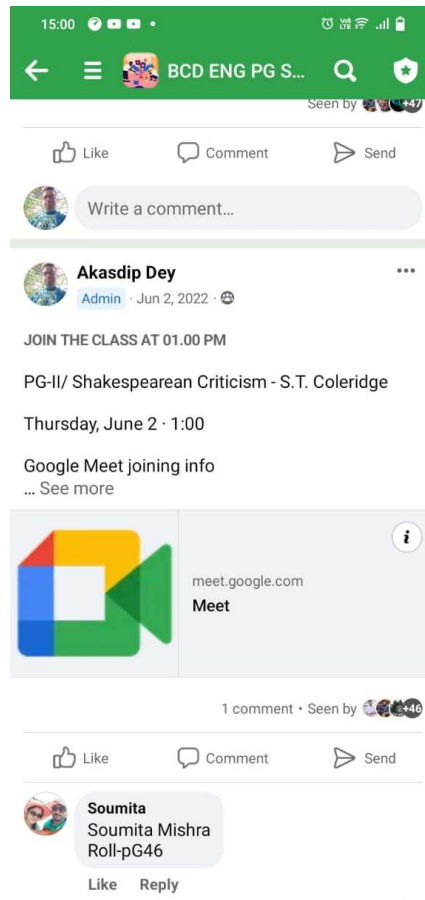 15:00
BCD ENG PG S...
Seen by +47
Like Comment Send
Write a comment...
Akasdip Dey
Admin · Jun 2, 2022 ·
JOIN THE CLASS AT 01.00 PM
PG-II/ Shakespearean Criticism - S.T. Coleridge
Thursday, June 2 · 1:00
Google Meet joining info
... See more
meet.google.com
Meet
1 comment • Seen by +46
Like Comment Send
Soumita
Soumita Mishra
Roll-pG46
Like Reply